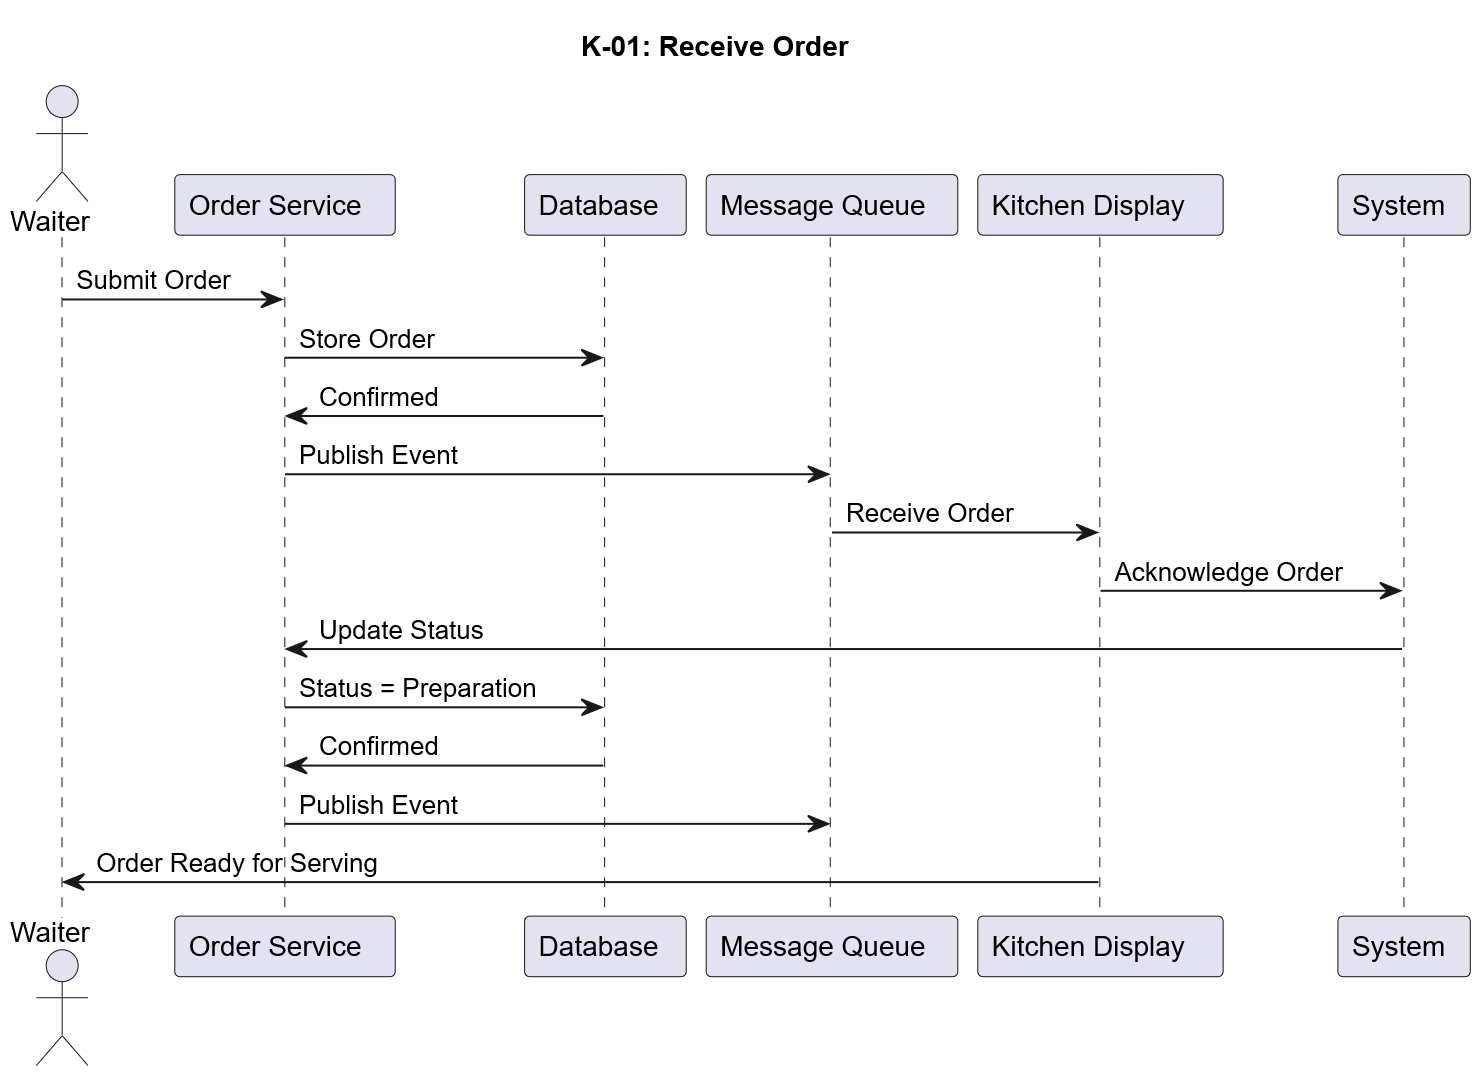 K-01: Receive Order
Waiter
Order Service
Database
Message Queue
Kitchen Display
System
Submit Order
Store Order
Confirmed
Publish Event
Receive Order
Acknowledge Order
Update Status
Status = Preparation
Confirmed
Publish Event
Order Ready for Serving
Waiter
Order Service
Database
Message Queue
Kitchen Display
System